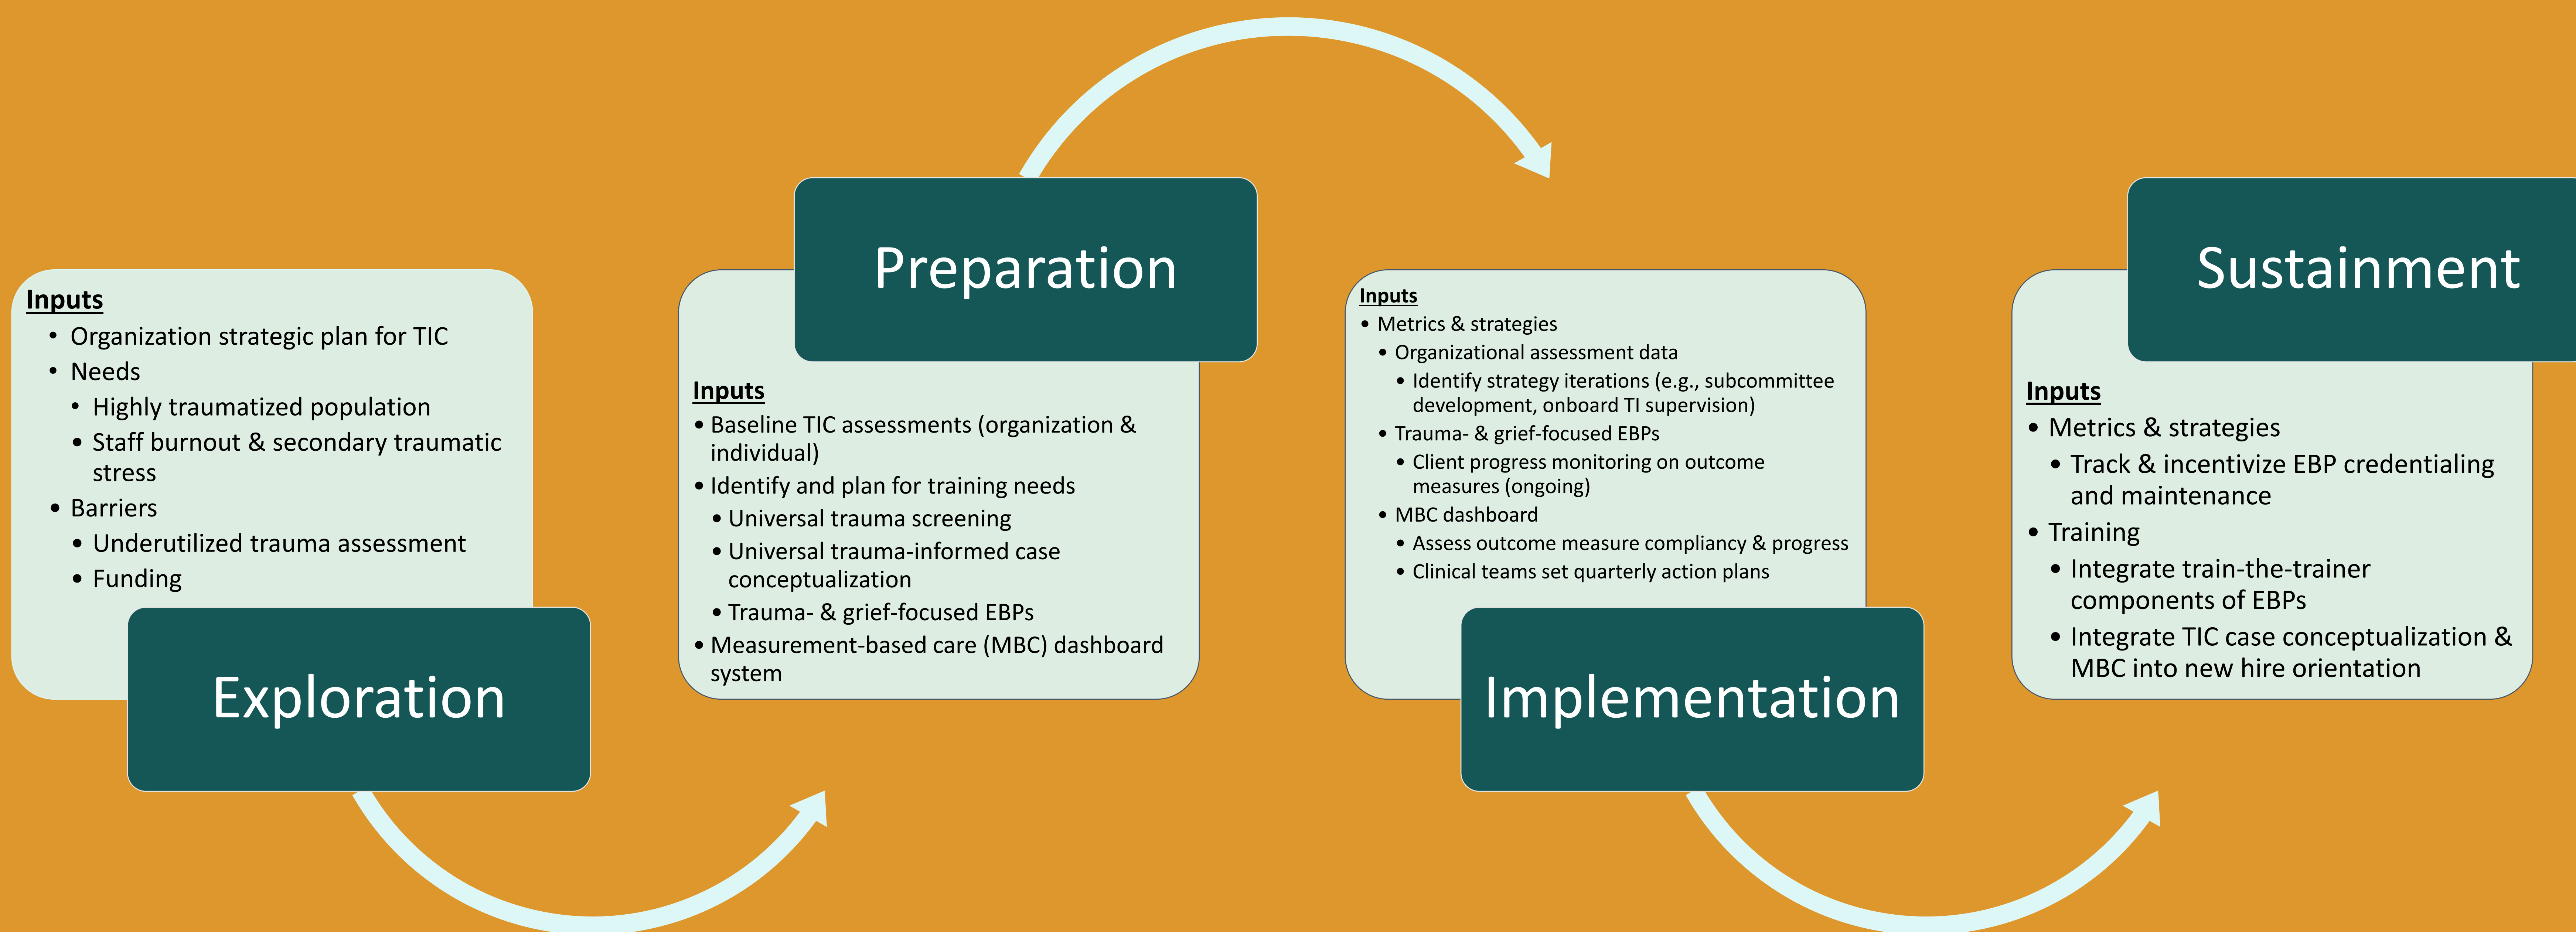 Inputs
• Organization strategic plan for TIC
• Needs
• Highly traumatized population
• Staff burnout & secondary traumatic
stress
• Barriers
• Underutilized trauma assessment
• Funding
Exploration
Preparation
Inputs
• Baseline TIC assessments (organization &
individual)
• Identify and plan for training needs
• Universal trauma screening
• Universal trauma-informed case
conceptualization
• Trauma- & grief-focused EBPs
• Measurement-based care (MBC) dashboard
system
Inputs
• Metrics & strategies
• Organizational assessment data
• Identify strategy iterations (e.g., subcommittee
development, onboard TI supervision)
• Trauma- & grief-focused EBPs
• Client progress monitoring on outcome
measures (ongoing)
• MBC dashboard
• Assess outcome measure compliancy & progress
• Clinical teams set quarterly action plans
Implementation
Sustainment
Inputs
• Metrics & strategies
• Track & incentivize EBP credentialing
and maintenance
• Training
• Integrate train-the-trainer
components of EBPs
• Integrate TIC case conceptualization &
MBC into new hire orientation